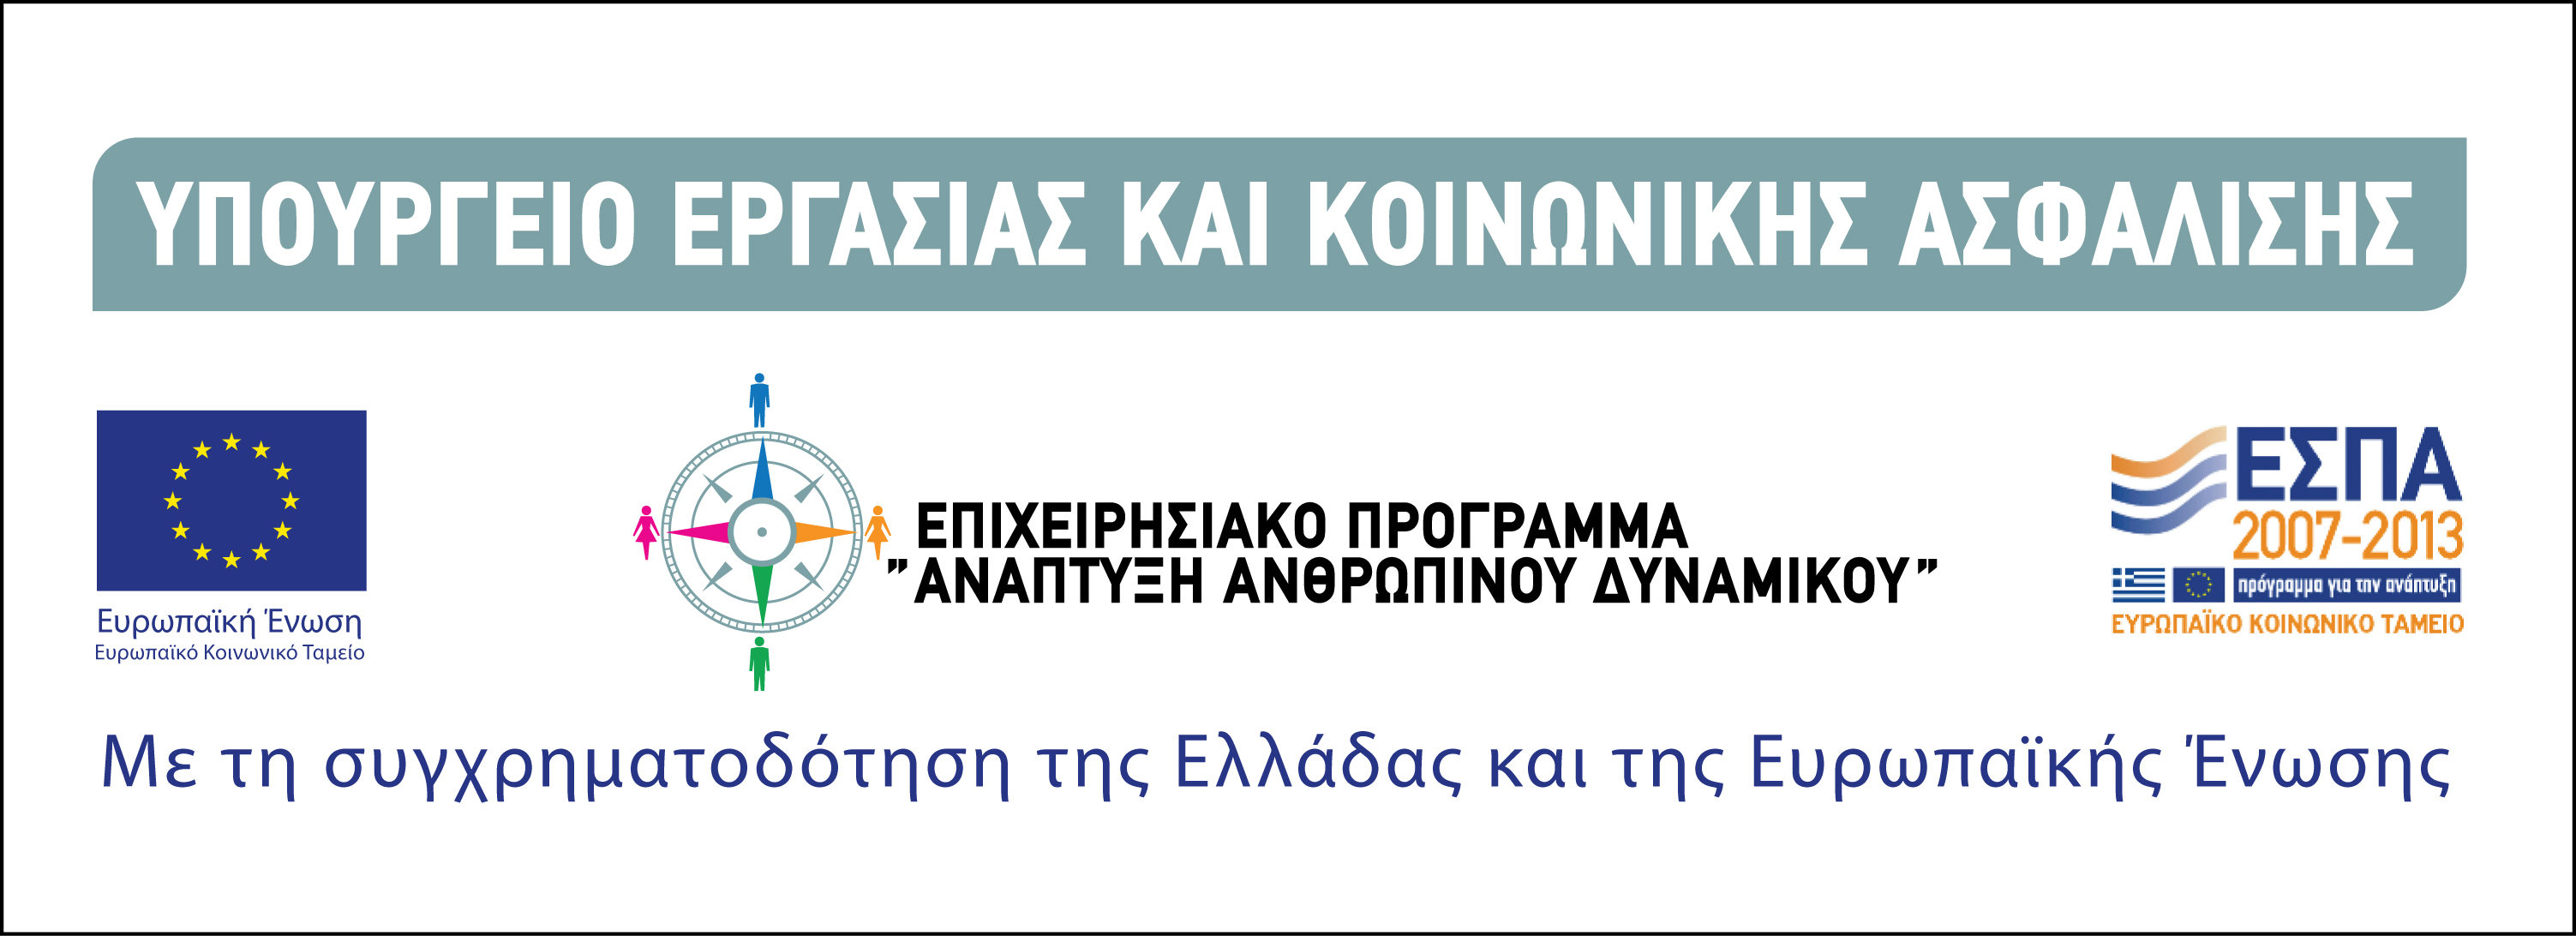 ΥΠΟΥΡΓΕΙΟ ΕΡΓΑΣΙΑΣ ΚΑΙ ΚΟΙΝΩΝΙΚΗΣ ΑΣΦΑΛΙΣΗΣ
Ευρωπαϊκή Ένωση
Ευρωπαϊκό Κοινωνικό Ταμείο
ΕΠΙΧΕΙΡΗΣΙΑΚΟ ΠΡΟΓΡΑΜΜΑ
"ΑΝΑΠΤΥΞΗ ΑΝΘΡΩΠΙΝΟΥ ΔΥΝΑΜΙΚΟΥ"
ΕΣΠΑ
2007-2013
πρόγραμμα για την ανάπτυξη
ΕΥΡΩΠΑΪΚΟ ΚΟΙΝΩΝΙΚΟ ΤΑΜΕΙΟ
Με τη συγχρηματοδότηση της Ελλάδας και της Ευρωπαϊκής Ένωσης